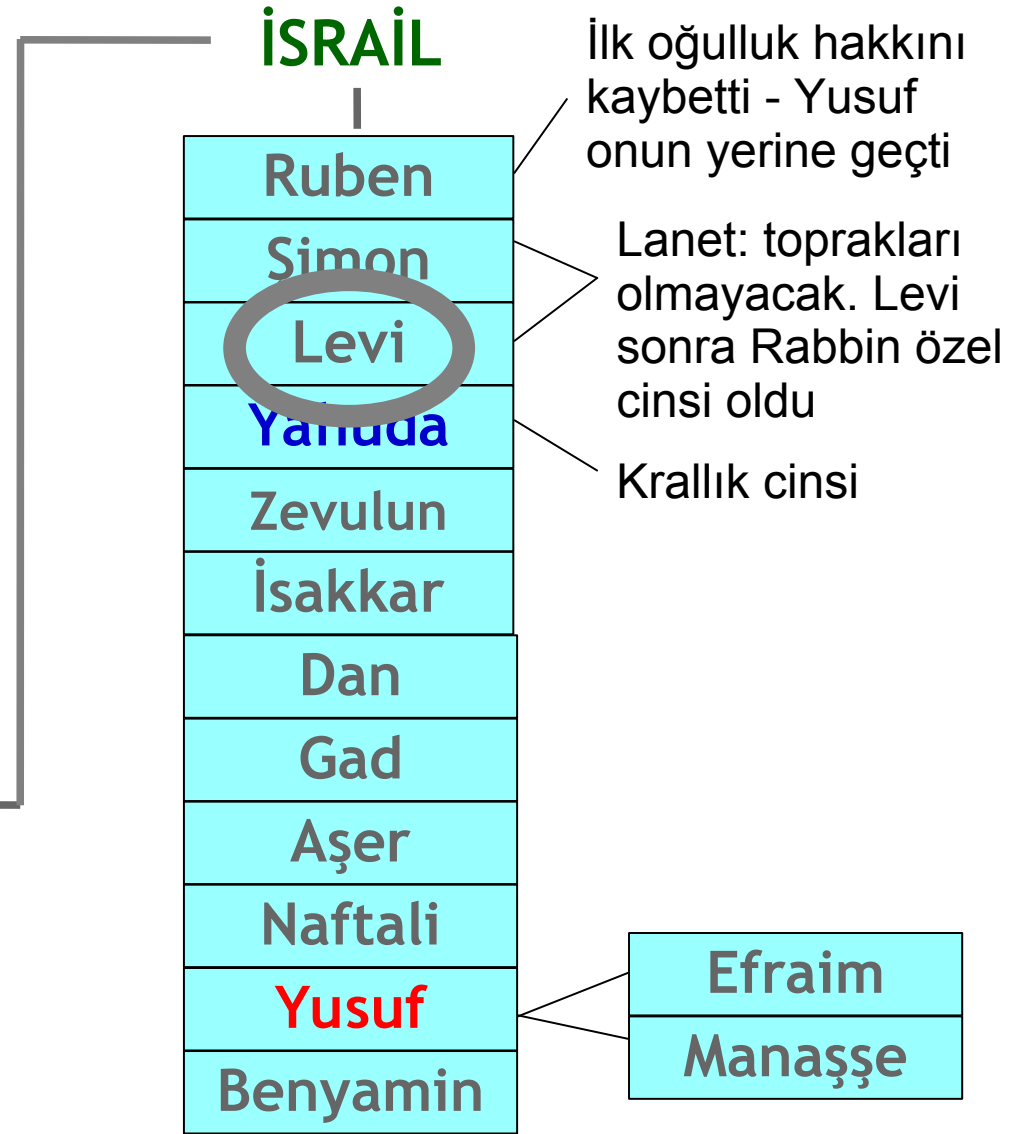 İSRAİL
İlk oğulluk hakkını
kaybetti - Yusuf
onun yerine geçti
Ruben
Şimon
Levi
Lanet: toprakları
olmayacak. Levi
sonra Rabbin özel
cinsi oldu
Yahuda
Krallık cinsi
Zevulun
İsakkar
Dan
Gad
Aşer
Naftali
Yusuf
Efraim
Manaşşe
Benyamin